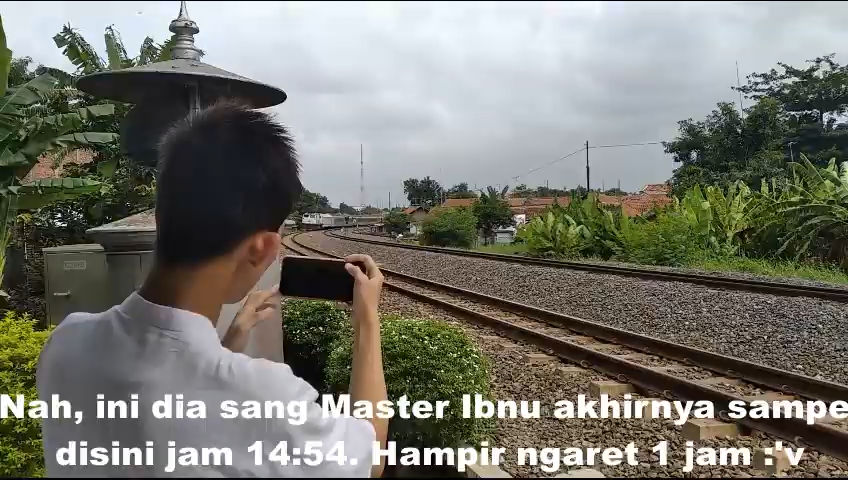 Nah, ini dia sang Master Ibnu akhirnya sampe
disini jam 14:54. Hampir ngaret 1 jam :'v